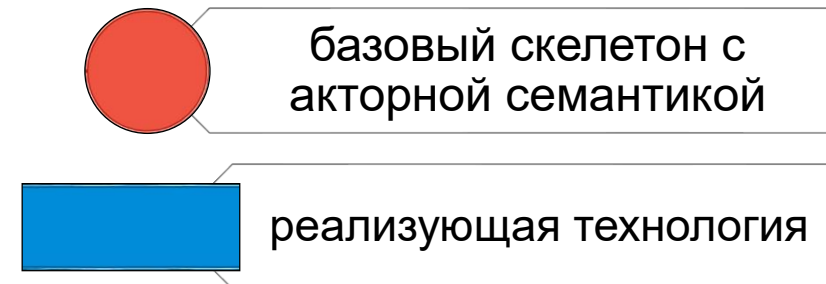 базовый скелетон с
акторной семантикой
реализующая технология